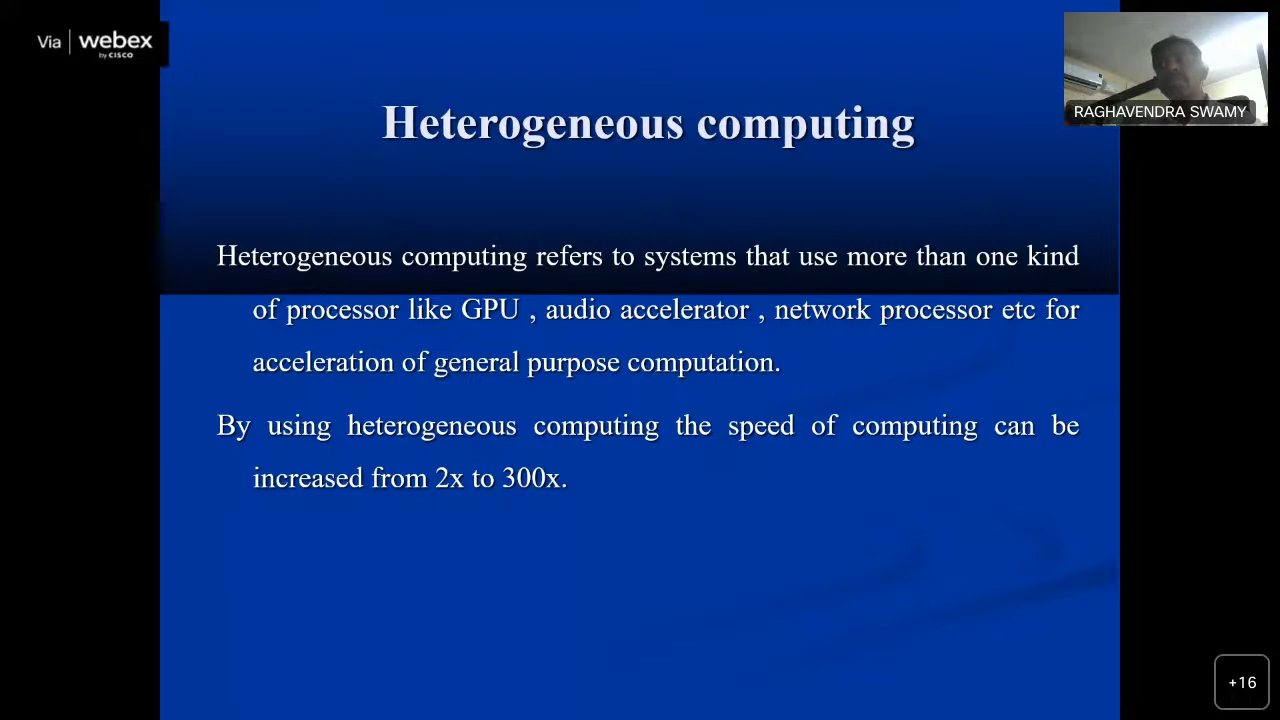 Via | webex
by CISCO
RAGHAVENDRA SWAMY
Heterogeneous computing
Heterogeneous computing refers to systems that use more than one kind
of processor like GPU , audio accelerator , network processor etc for
acceleration of general purpose computation.
By using heterogeneous computing the speed of computing can be
increased from 2x to 300x.
+16